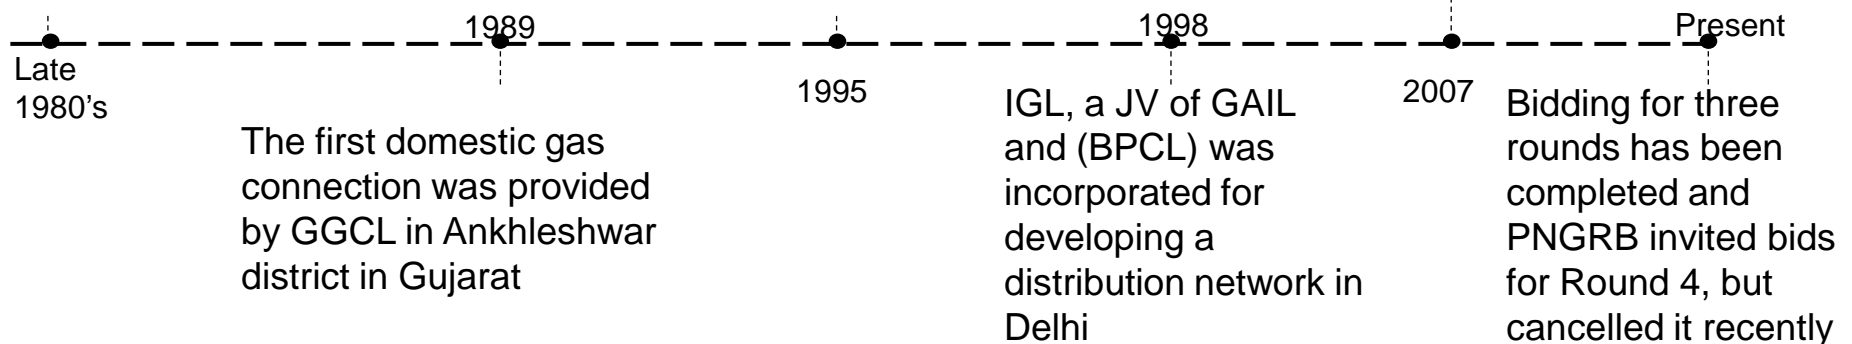 1989
1998
Present
Late
1980's
1995
2007
The first domestic gas
connection was provided
by GGCL in Ankhleshwar
district in Gujarat
IGL, a JV of GAIL
and (BPCL) was
incorporated for
developing a
distribution network in
Delhi
Bidding for three
rounds has been
completed and
PNGRB invited bids
for Round 4, but
cancelled it recently